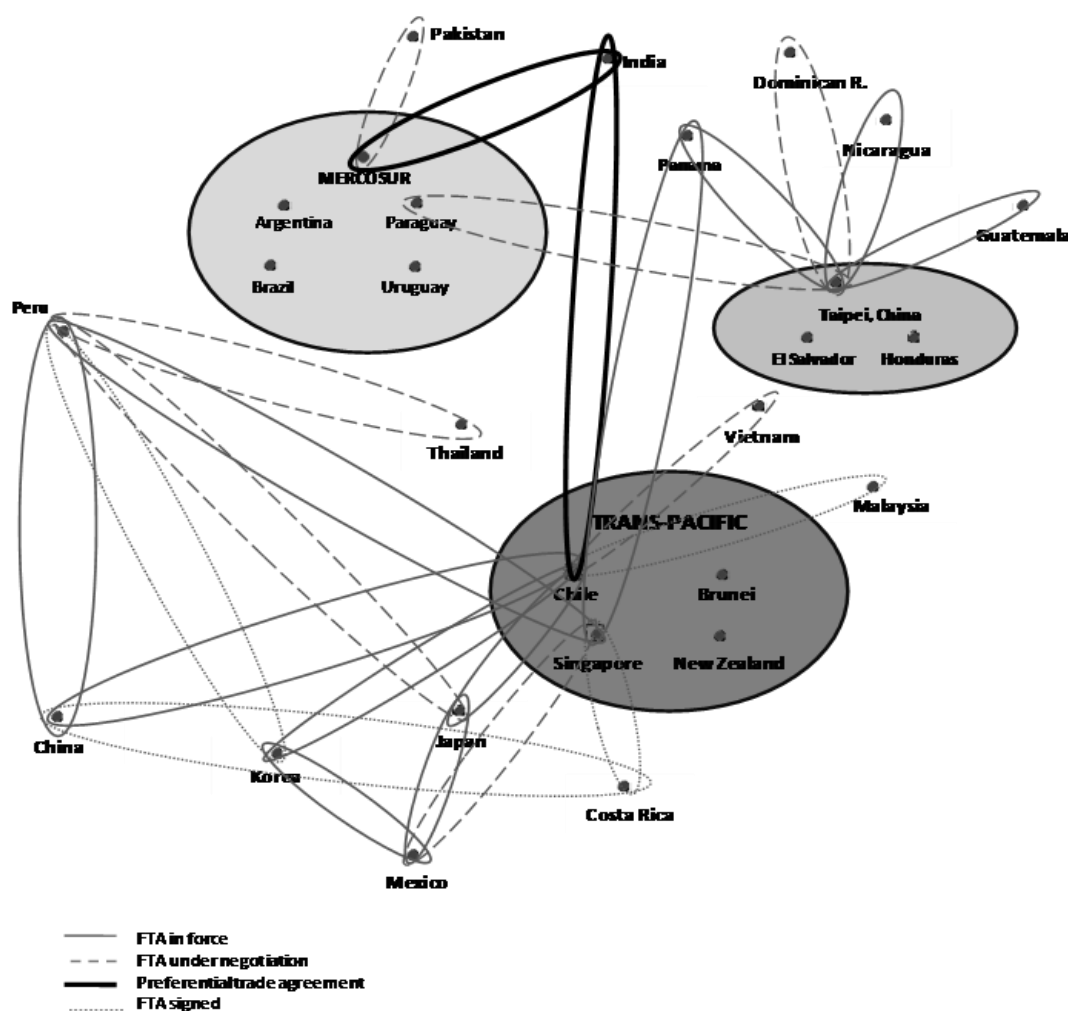 Pakistan
India
Dominican R.
Nicaragua
Panama
MERCOSUR
Argentina
Paraguay
Guatemala
Brazil
Uruguay
Peru
Taipei, China
El Salvador
Honduras
Thailand
Vietnam
Malaysia
TRANS-PACIFIC
Chile
Brunei
Singapore
New Zealand
China
Japan
Korea
Costa Rica
Mexico
FTA in force
FTA under negotiation
Preferential trade agreement
FTA signed